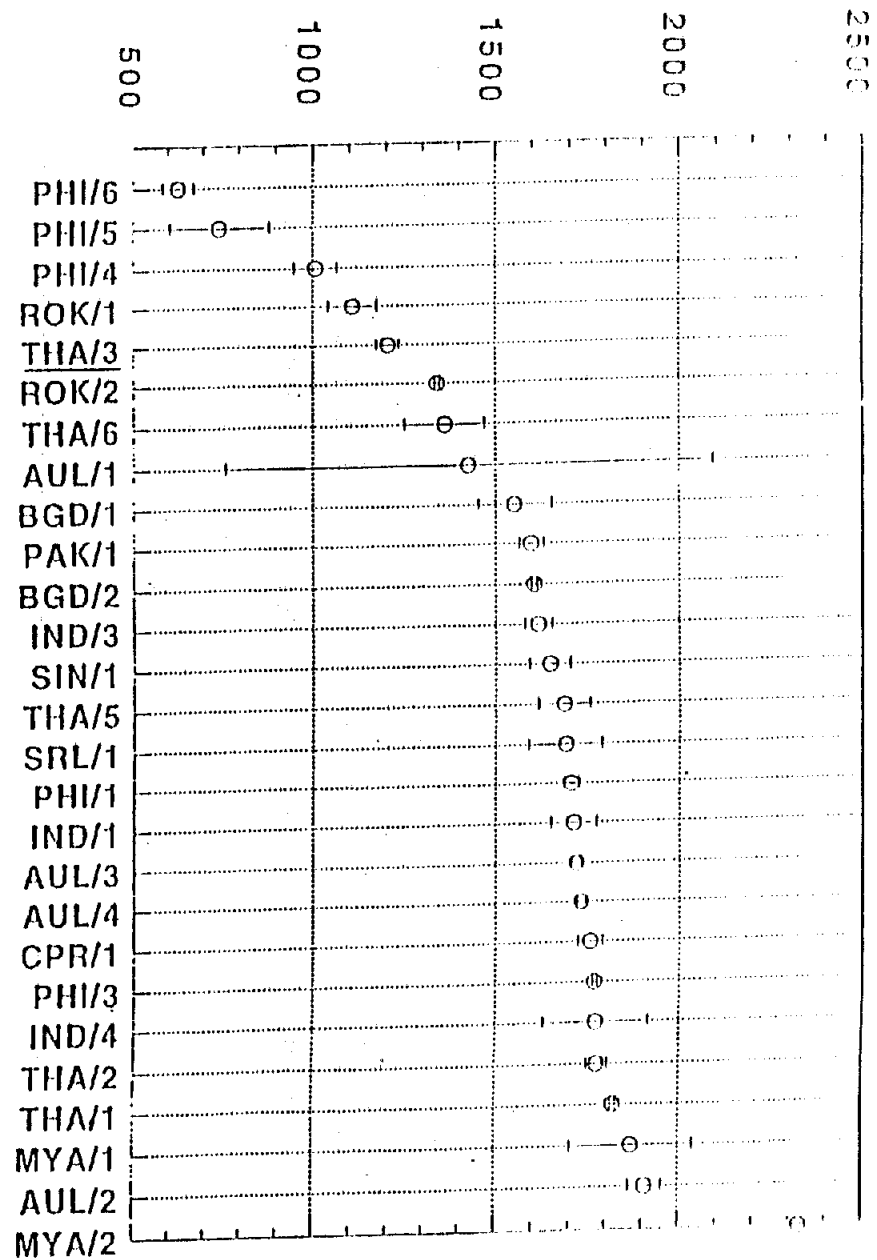 500
1000
1500
2000
2500
PHI/6
PHI/5
PHI/4
ROK/1
THA/3
ROK/2
THA/6
AUL/1
BGD/1
PAK/1
BGD/2
IND/3
SIN/1
THA/5
SRL/1
PHI/1
IND/1
AUL/3
AUL/4
CPR/1
PHI/3
IND/4
THA/2
THA/1
MYA/1
AUL/2
MYA/2